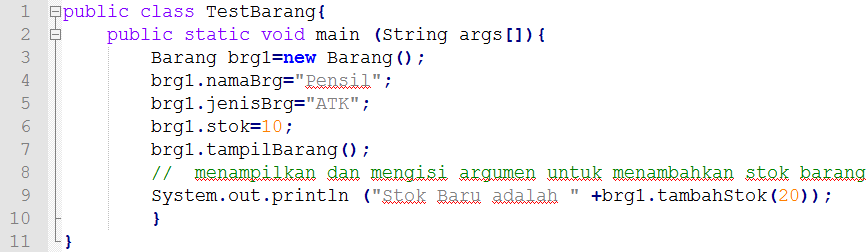 1 public class TestBarang{
2 public static void main (String args[]){
3 Barang brg1=new Barang();
4 brg1.namaBrg="Pensil";
5 brg1.jenisBrg="ATK";
6 brg1.stok=10;
7 brg1.tampilBarang();
8 //  menampilkan dan mengisi argumen untuk menambahkan stok barang
9 System.out.println ("Stok Baru adalah " +brg1.tambahStok(20));
10 }
11 }